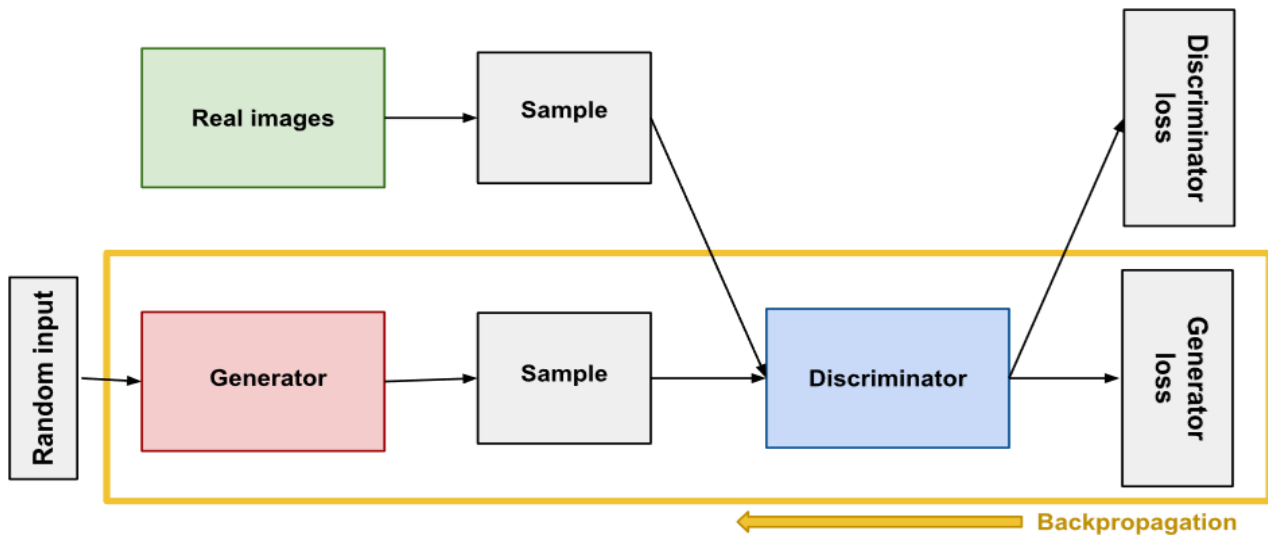 Real images
Sample
Discriminator
loss
Random input
Generator
Sample
Discriminator
Generator
loss
Backpropagation